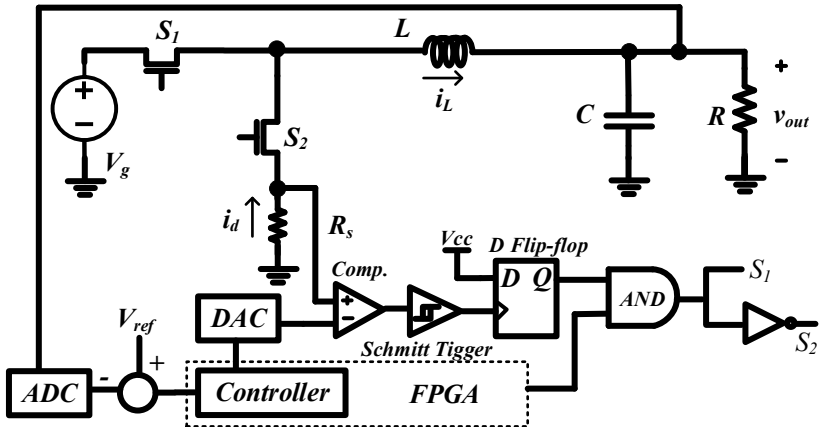 S1
L
iL
Vg
+
−
S2
C
R
+
vout
−
id
Rs
Vcc
D Flip-flop
D Q
Comp.
+
−
AND
S1
S2
DAC
Schmitt Tigger
Vref
+
-
ADC
Controller
FPGA